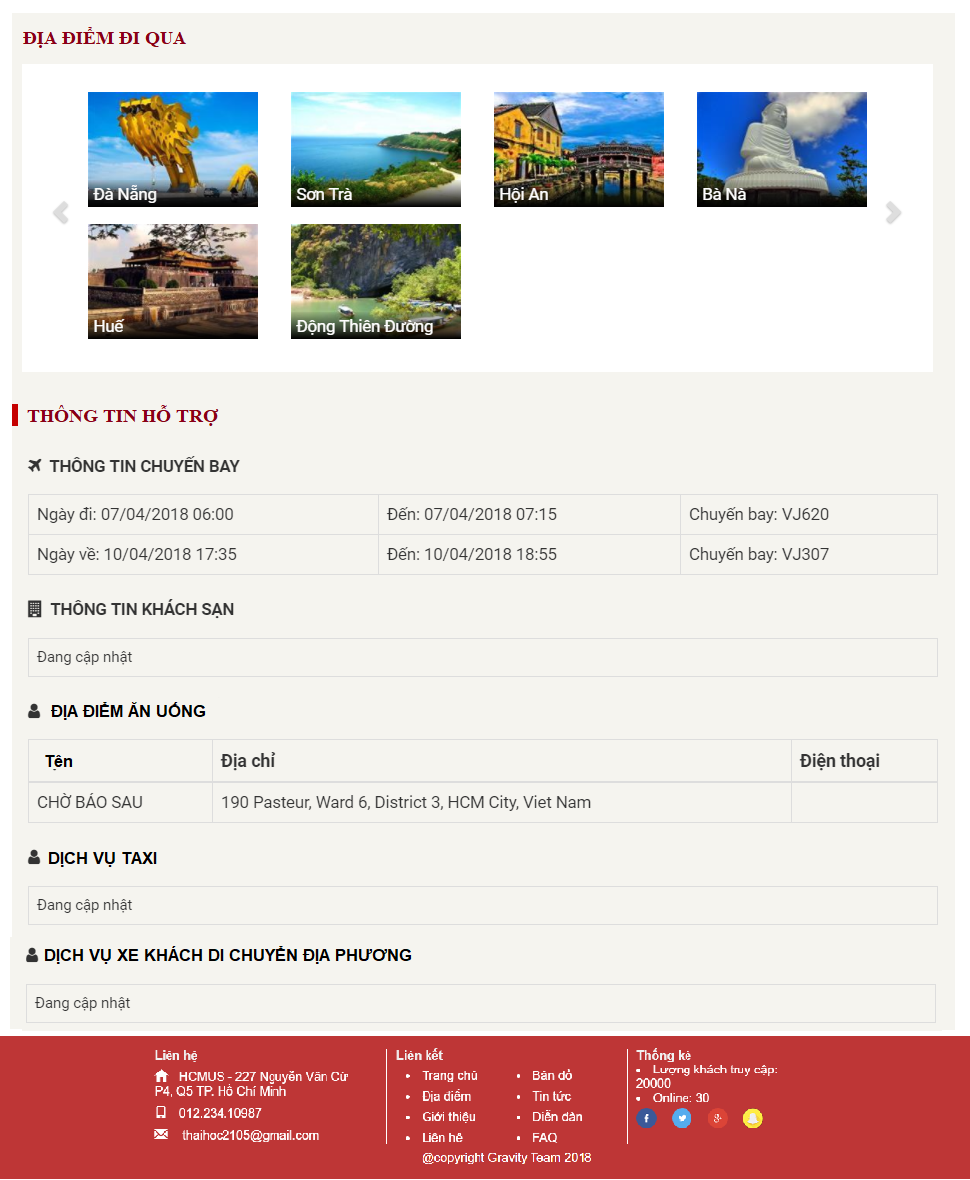 ĐỊA ĐIỂM ĐI QUA
Đà Nẵng
Sơn Trà
Hội An
Bà Nà
Huế
Động Thiên Đường
THÔNG TIN HỖ TRỢ
THÔNG TIN CHUYẾN BAY
Ngày đi: 07/04/2018 06:00 Đến: 07/04/2018 07:15 Chuyến bay: VJ620
Ngày về: 10/04/2018 17:35 Đến: 10/04/2018 18:55 Chuyến bay: VJ307
THÔNG TIN KHÁCH SẠN
Đang cập nhật
ĐỊA ĐIỂM ĂN UỐNG
Tện Địa chỉ Điện thoại
CHỜ BÁO SAU 190 Pasteur, Ward 6, District 3, HCM City, Viet Nam
DỊCH VỤ TAXI
Đang cập nhật
DỊCH VỤ XE KHÁCH DI CHUYỂN ĐỊA PHƯƠNG
Đang cập nhật
Liên hệ
HCMUS - 227 Nguyễn Văn Cừ
P4, Q5 TP. Hồ Chí Minh
012.234.10987
thaihoc2105@gmail.com
Liên kết
Trang chủ
Địa điểm
Giới thiệu
Liên hệ
Bản đồ
Tin tức
Diễn đàn
FAQ
@copyright Gravity Team 2018
Thống kê
Lượng khách truy cập:
20000
Online: 30